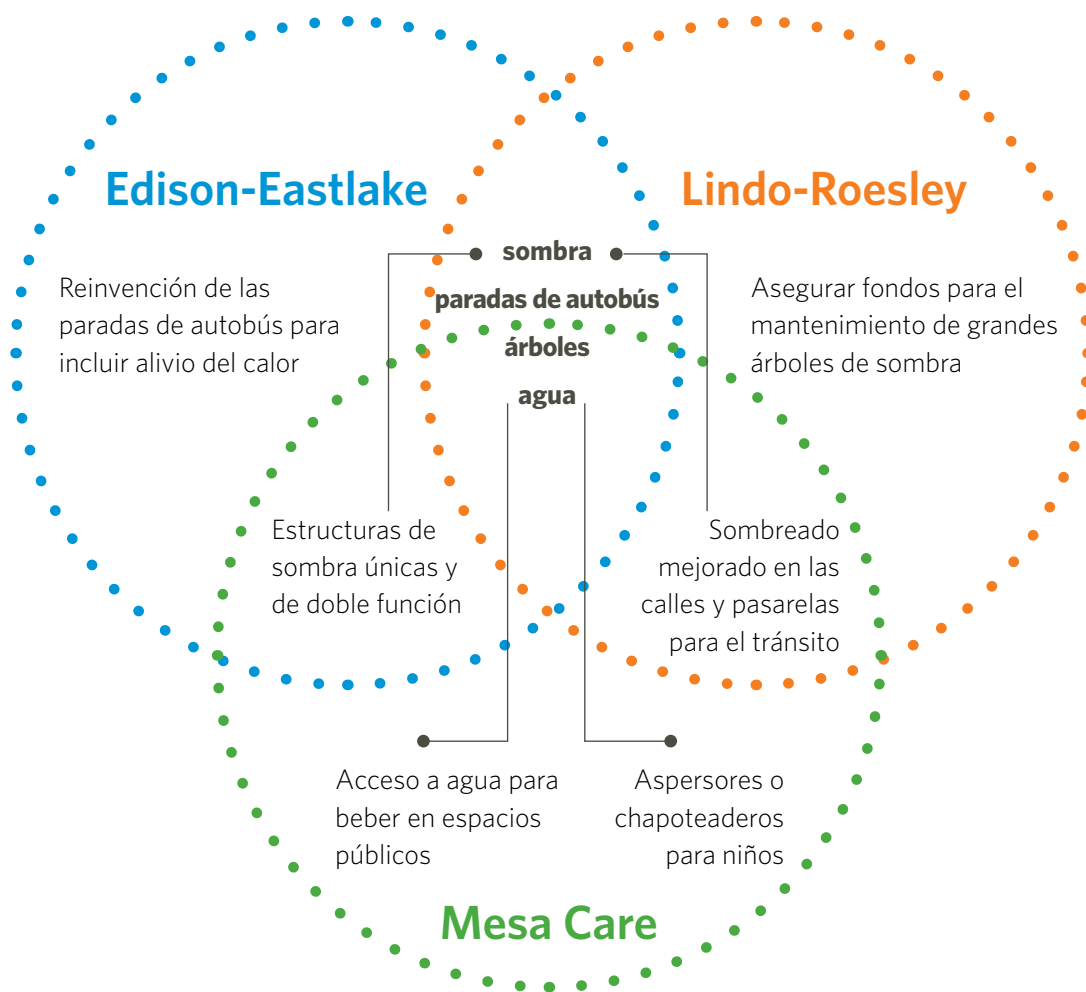 Edison-Eastlake
Lindo-Roesley
sombra
paradas de autobús
árboles
agua
Reinvención de las
paradas de autobús para
incluir alivio del calor
Asegurar fondos para el
mantenimiento de grandes
árboles de sombra
Estructuras de
sombra únicas y
de doble función
Sombreado
mejorado en las
calles y pasarelas
para el tránsito
Acceso a agua para
beber en espacios
públicos
Aspersores o
chapoteaderos
para niños
Mesa Care